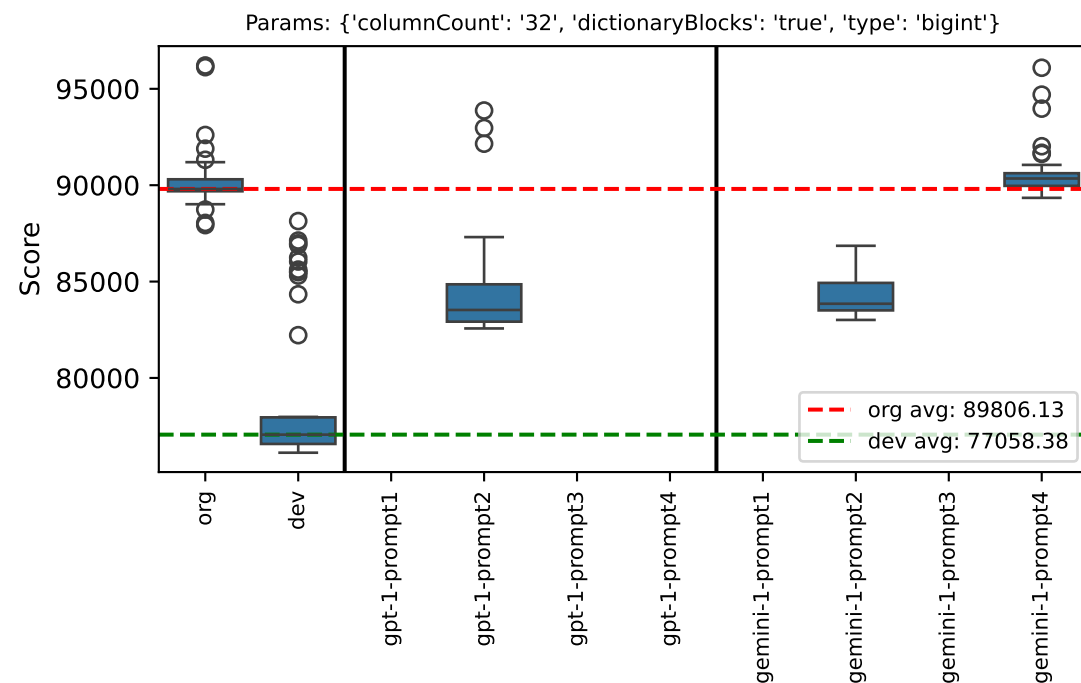 Params: {'columnCount': '32', 'dictionaryBlocks': 'true', 'type': 'bigint'}
Score
95000
90000
85000
80000
org avg: 89806.13
dev avg: 77058.38
org
dev
gpt-1-prompt1
gpt-1-prompt2
gpt-1-prompt3
gpt-1-prompt4
gemini-1-prompt1
gemini-1-prompt2
gemini-1-prompt3
gemini-1-prompt4